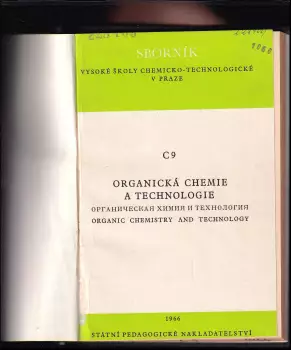 SBORNÍK
VYSOKÉ ŠKOLY CHEMICKO-TECHNOLOGICKÉ
V PRAZE
C 9
ORGANICKÁ CHEMIE
A TECHNOLOGIE
ОРГАНИЧЕСКАЯ ХИМИЯ И ТЕХНОЛОГИЯ
ORGANIC CHEMISTRY AND TECHNOLOGY
1966
STÁTNÍ PEDAGOGICKÉ NAKLADATELSTVÍ